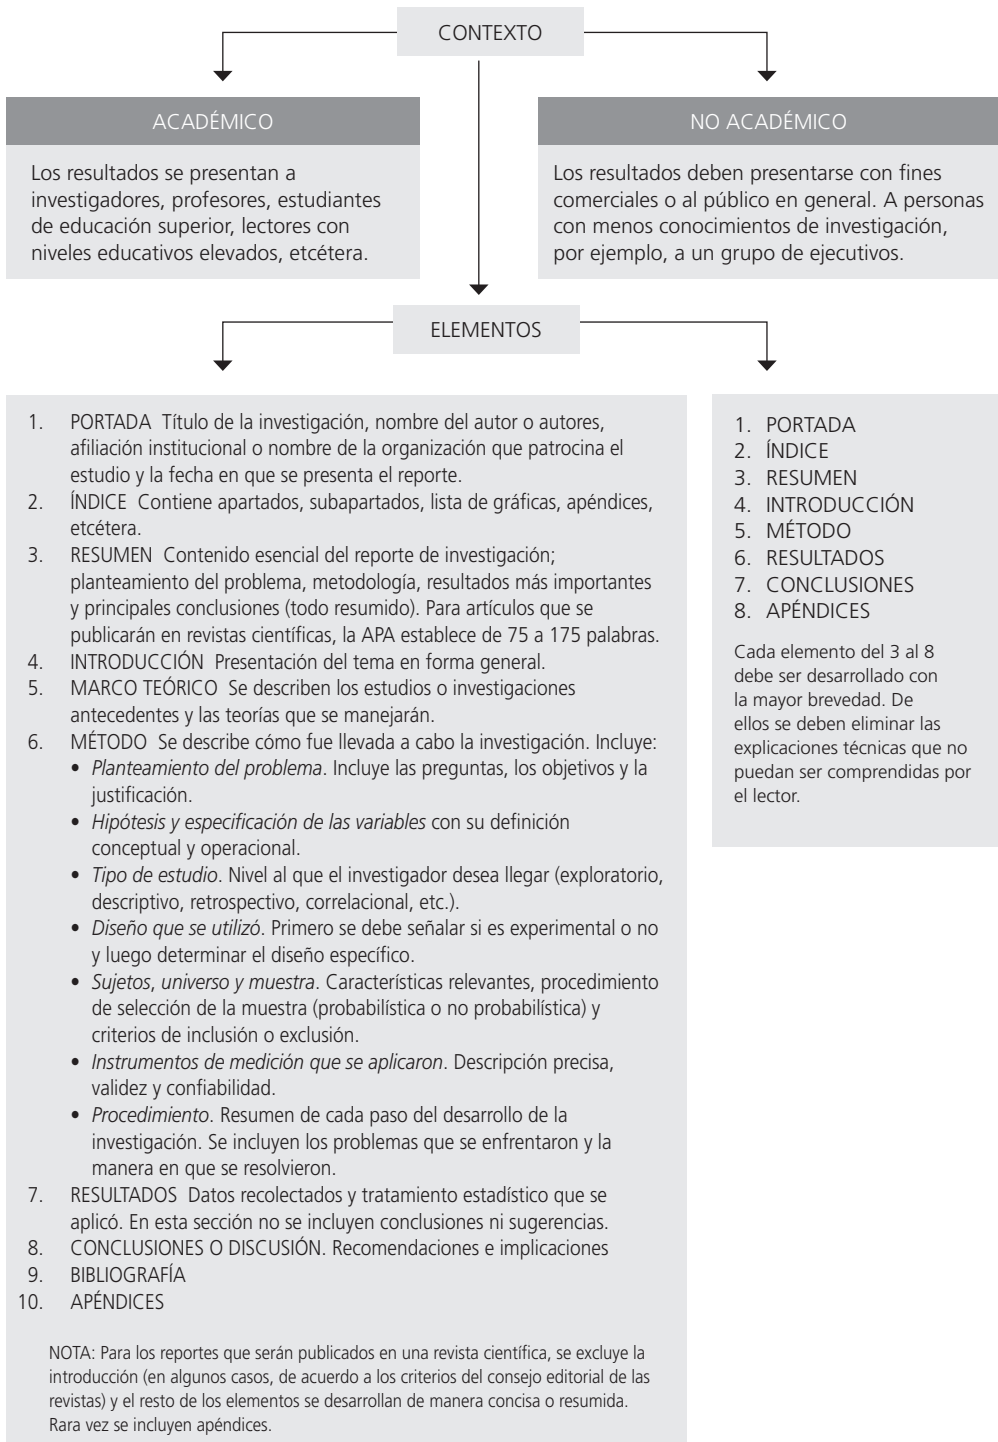 CONTEXTO
ACADÉMICO
Los resultados se presentan a
investigadores, profesores, estudiantes
de educación superior, lectores con
niveles educativos elevados, etcétera.
NO ACADÉMICO
Los resultados deben presentarse con fines
comerciales o al público en general. A personas
con menos conocimientos de investigación,
por ejemplo, a un grupo de ejecutivos.
ELEMENTOS
1. PORTADA Título de la investigación, nombre del autor o autores,
afiliación institucional o nombre de la organización que patrocina el
estudio y la fecha en que se presenta el reporte.
2. ÍNDICE Contiene apartados, subapartados, lista de gráficas, apéndices,
etcétera.
3. RESUMEN Contenido esencial del reporte de investigación;
planteamiento del problema, metodología, resultados más importantes
y principales conclusiones (todo resumido). Para artículos que se
publicarán en revistas científicas, la APA establece de 75 a 175 palabras.
4. INTRODUCCIÓN Presentación del tema en forma general.
5. MARCO TEÓRICO Se describen los estudios o investigaciones
antecedentes y las teorías que se manejarán.
6. MÉTODO Se describe cómo fue llevada a cabo la investigación. Incluye:
• Planteamiento del problema. Incluye las preguntas, los objetivos y la
justificación.
• Hipótesis y especificación de las variables con su definición
conceptual y operacional.
• Tipo de estudio. Nivel al que el investigador desea llegar (exploratorio,
descriptivo, retrospectivo, correlacional, etc.).
• Diseño que se utilizó. Primero se debe señalar si es experimental o no
y luego determinar el diseño específico.
• Sujetos, universo y muestra. Características relevantes, procedimiento
de selección de la muestra (probabilística o no probabilística) y
criterios de inclusión o exclusión.
• Instrumentos de medición que se aplicaron. Descripción precisa,
validez y confiabilidad.
• Procedimiento. Resumen de cada paso del desarrollo de la
investigación. Se incluyen los problemas que se enfrentaron y la
manera en que se resolvieron.
7. RESULTADOS Datos recolectados y tratamiento estadístico que se
aplicó. En esta sección no se incluyen conclusiones ni sugerencias.
8. CONCLUSIONES O DISCUSIÓN. Recomendaciones e implicaciones
9. BIBLIOGRAFÍA
10. APÉNDICES
NOTA: Para los reportes que serán publicados en una revista científica, se excluye la
introducción (en algunos casos, de acuerdo a los criterios del consejo editorial de las
revistas) y el resto de los elementos se desarrollan de manera concisa o resumida.
Rara vez se incluyen apéndices.
1. PORTADA
2. ÍNDICE
3. RESUMEN
4. INTRODUCCIÓN
5. MÉTODO
6. RESULTADOS
7. CONCLUSIONES
8. APÉNDICES
Cada elemento del 3 al 8
debe ser desarrollado con
la mayor brevedad. De
ellos se deben eliminar las
explicaciones técnicas que no
puedan ser comprendidas por
el lector.